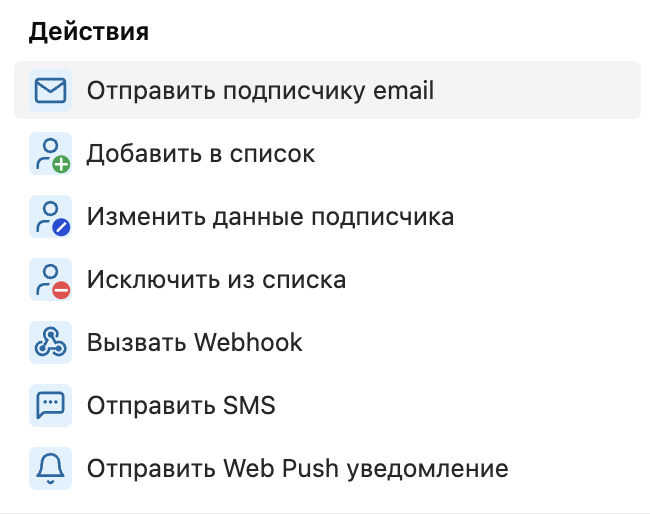 Действия
Отправить подписчику email
Добавить в список
Изменить данные подписчика
Исключить из списка
Вызвать Webhook
Отправить SMS
Отправить Web Push уведомление